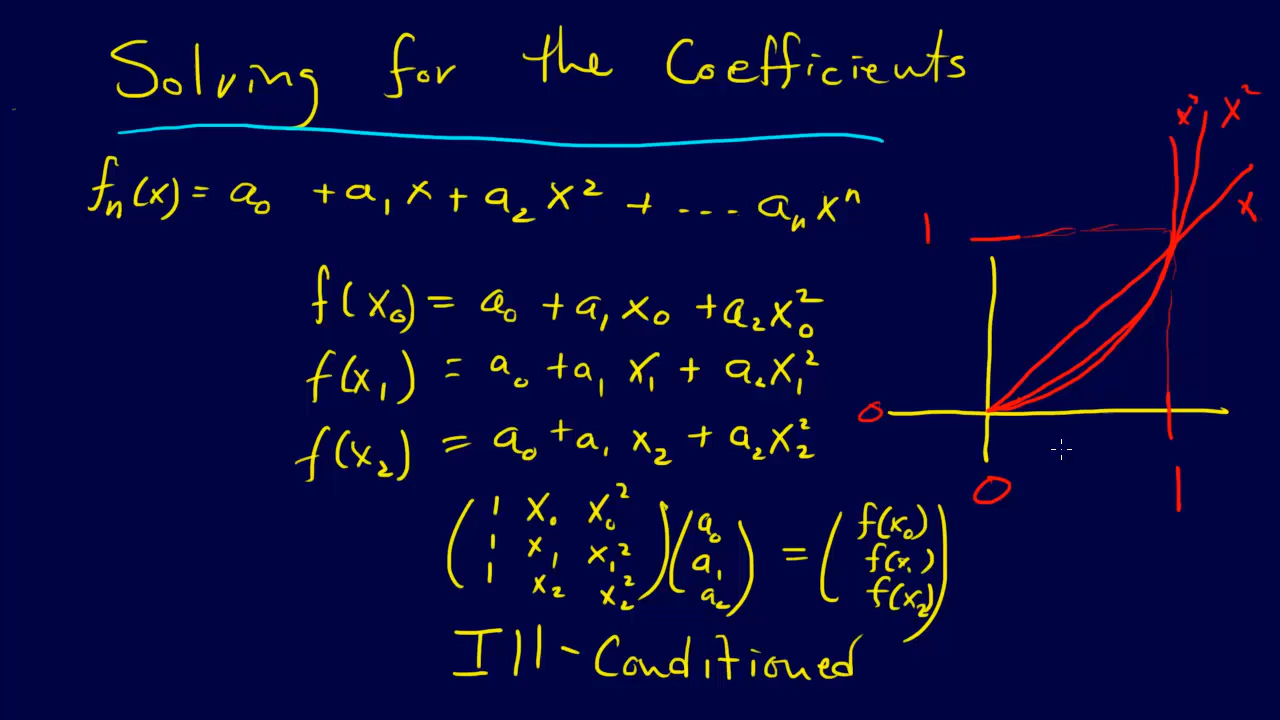 Solving for the Coefficients
fₙ(x) = a₀ + a₁x + a₂x² + ... aₙxⁿ
f(x₀) = a₀ + a₁x₀ + a₂x₀²
f(x₁) = a₀ + a₁x₁ + a₂x₁²
f(x₂) = a₀ + a₁x₂ + a₂x₂²
(1 x₀ x₀² ) (a₀ ) = (f(x₀)
1 x₁ x₁² a₁ f(x₁)
1 x₂ x₂² a₂ f(x₂))
Ill-Conditioned
x² x
1
0
0 1